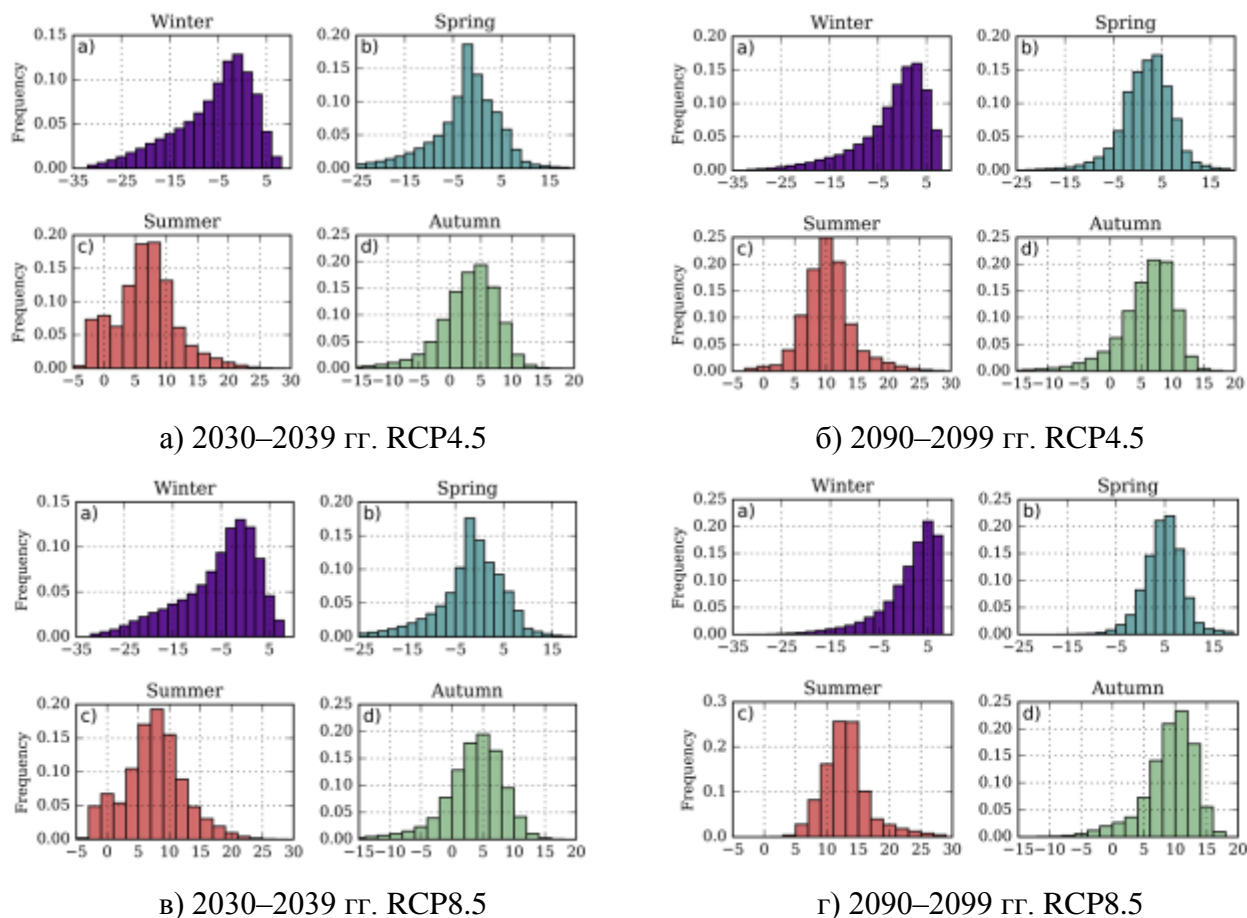 Winter
Spring
a)
b)
Frequency
0.15
0.10
0.05
0.00
−35 −25 −15 −5 5
0.20
0.15
0.10
0.05
0.00
−25 −15 −5 5 15
Summer
Autumn
c)
d)
Frequency
0.20
0.15
0.10
0.05
0.00
−5 0 5 10 15 20 25 30
0.25
0.20
0.15
0.10
0.05
0.00
−15 −10 −5 0 5 10 15 20
а) 2030–2039 гг. RCP4.5
Winter
Spring
a)
b)
Frequency
0.20
0.15
0.10
0.05
0.00
−35 −25 −15 −5 5
0.20
0.15
0.10
0.05
0.00
−25 −15 −5 5 15
Summer
Autumn
c)
d)
Frequency
0.25
0.20
0.15
0.10
0.05
0.00
−5 0 5 10 15 20 25 30
0.25
0.20
0.15
0.10
0.05
0.00
−15 −10 −5 0 5 10 15 20
б) 2090–2099 гг. RCP4.5
Winter
Spring
a)
b)
Frequency
0.15
0.10
0.05
0.00
−35 −25 −15 −5 5
0.20
0.15
0.10
0.05
0.00
−25 −15 −5 5 15
Summer
Autumn
c)
d)
Frequency
0.20
0.15
0.10
0.05
0.00
−5 0 5 10 15 20 25 30
0.25
0.20
0.15
0.10
0.05
0.00
−15 −10 −5 0 5 10 15 20
в) 2030–2039 гг. RCP8.5
Winter
Spring
a)
b)
Frequency
0.25
0.20
0.15
0.10
0.05
0.00
−35 −25 −15 −5 5
0.25
0.20
0.15
0.10
0.05
0.00
−25 −15 −5 5 15
Summer
Autumn
c)
d)
Frequency
0.3
0.2
0.1
0.0
−5 0 5 10 15 20 25 30
0.25
0.20
0.15
0.10
0.05
0.00
−15 −10 −5 0 5 10 15 20
г) 2090–2099 гг. RCP8.5